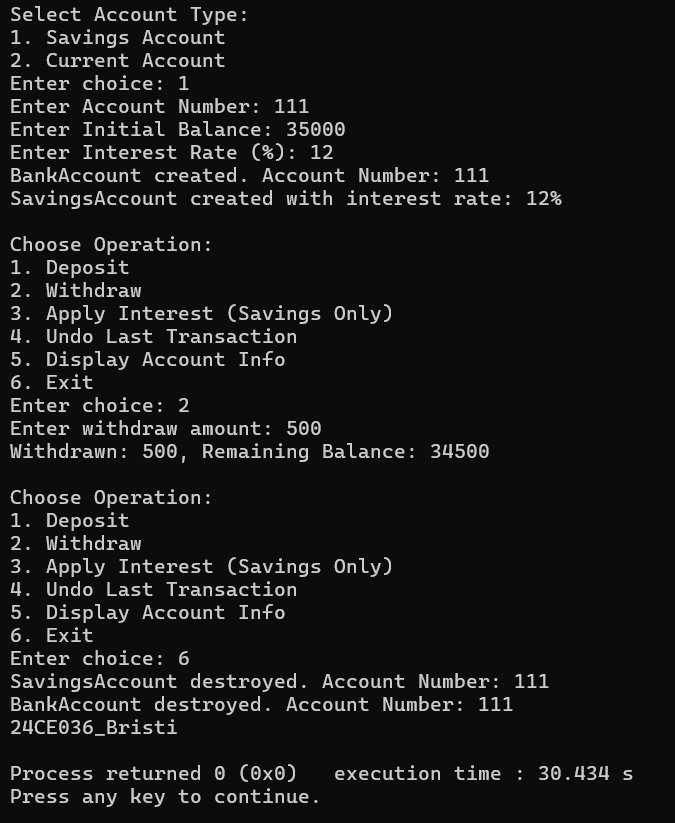 Select Account Type:
1. Savings Account
2. Current Account
Enter choice: 1
Enter Account Number: 111
Enter Initial Balance: 35000
Enter Interest Rate (%): 12
BankAccount created. Account Number: 111
SavingsAccount created with interest rate: 12%

Choose Operation:
1. Deposit
2. Withdraw
3. Apply Interest (Savings Only)
4. Undo Last Transaction
5. Display Account Info
6. Exit
Enter choice: 2
Enter withdraw amount: 500
Withdrawn: 500, Remaining Balance: 34500

Choose Operation:
1. Deposit
2. Withdraw
3. Apply Interest (Savings Only)
4. Undo Last Transaction
5. Display Account Info
6. Exit
Enter choice: 6
SavingsAccount destroyed. Account Number: 111
BankAccount destroyed. Account Number: 111
24CE036_Bristi

Process returned 0 (0x0)   execution time : 30.434 s
Press any key to continue.